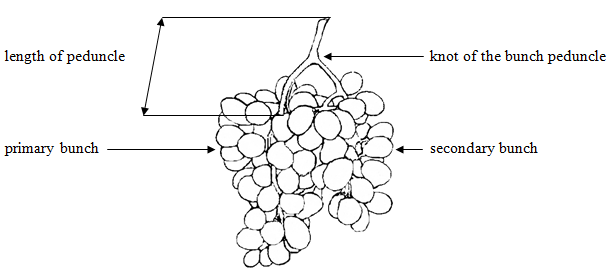 length of peduncle
knot of the bunch peduncle
primary bunch
secondary bunch